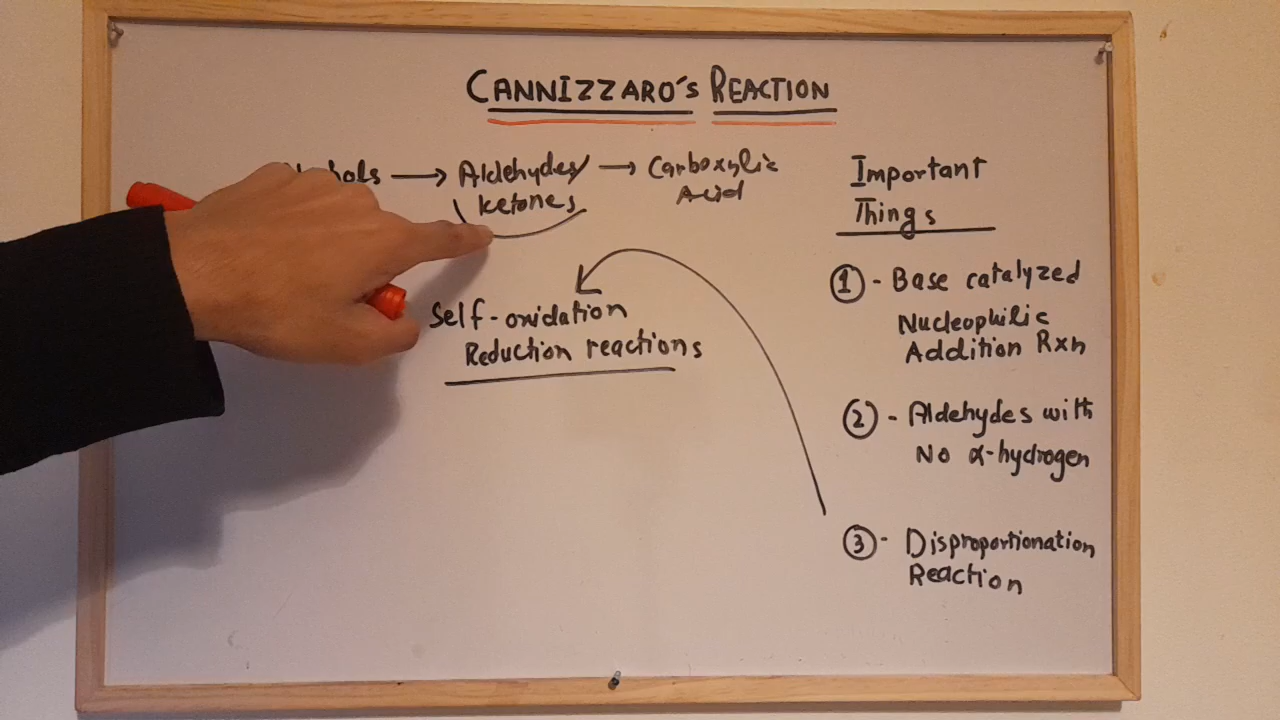 CANNIZZARO's REACTION
→ Aldehydes/ → Carboxylic
ketones Acid
Self-oxidation
Reduction reactions
Important
Things
① - Base catalyzed
Nucleophilic
Addition Rxn
② - Aldehydes with
No α-hydrogen
③ - Disproportionation
Reaction